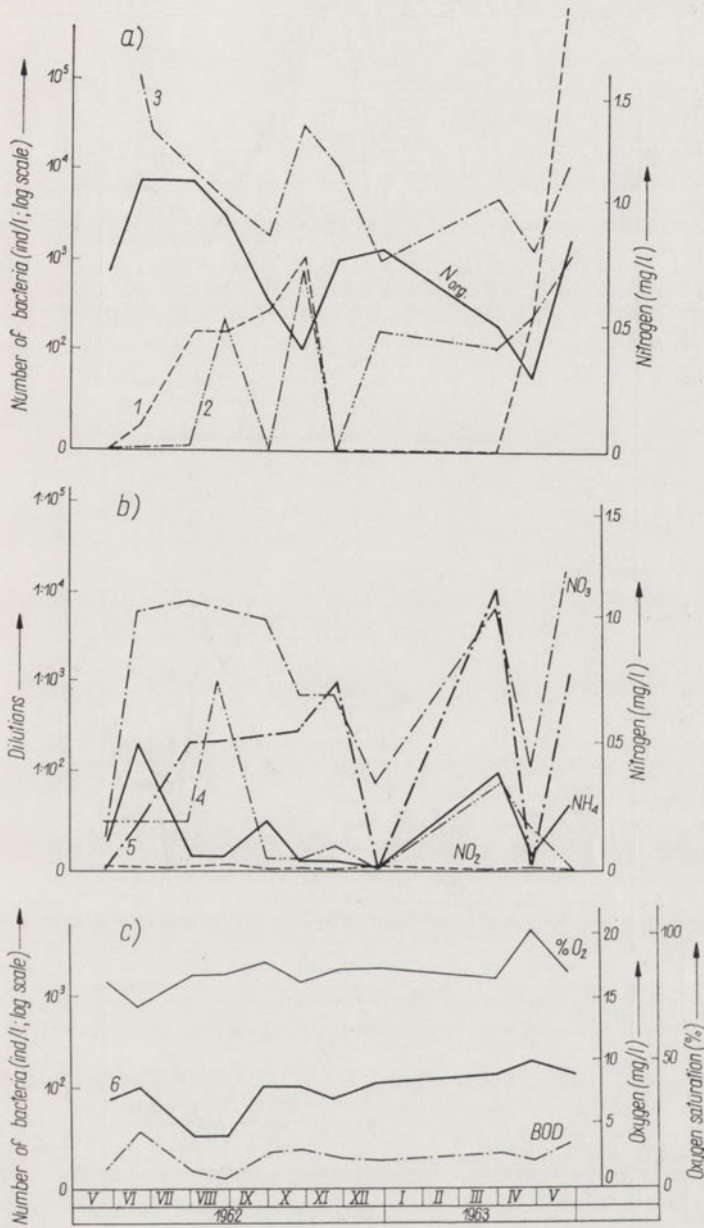 a)
Number of bacteria (ind/l; log scale)
10⁵
10⁴
10³
10²
0
3
1
2
N org.
1.5
1.0
0.5
0
Nitrogen (mg/l)
b)
Dilutions
1·10⁵
1·10⁴
1·10³
1·10²
0
4
5
NO₃
NH₄
NO₂
1.5
1.0
0.5
0
Nitrogen (mg/l)
c)
Number of bacteria (ind/l; log scale)
10³
10²
0
%O₂
6
BOD
20
15
10
5
0
Oxygen (mg/l)
100
50
0
Oxygen saturation (%)
V VI VII VIII IX X XI XII I II III IV V
1962 1963